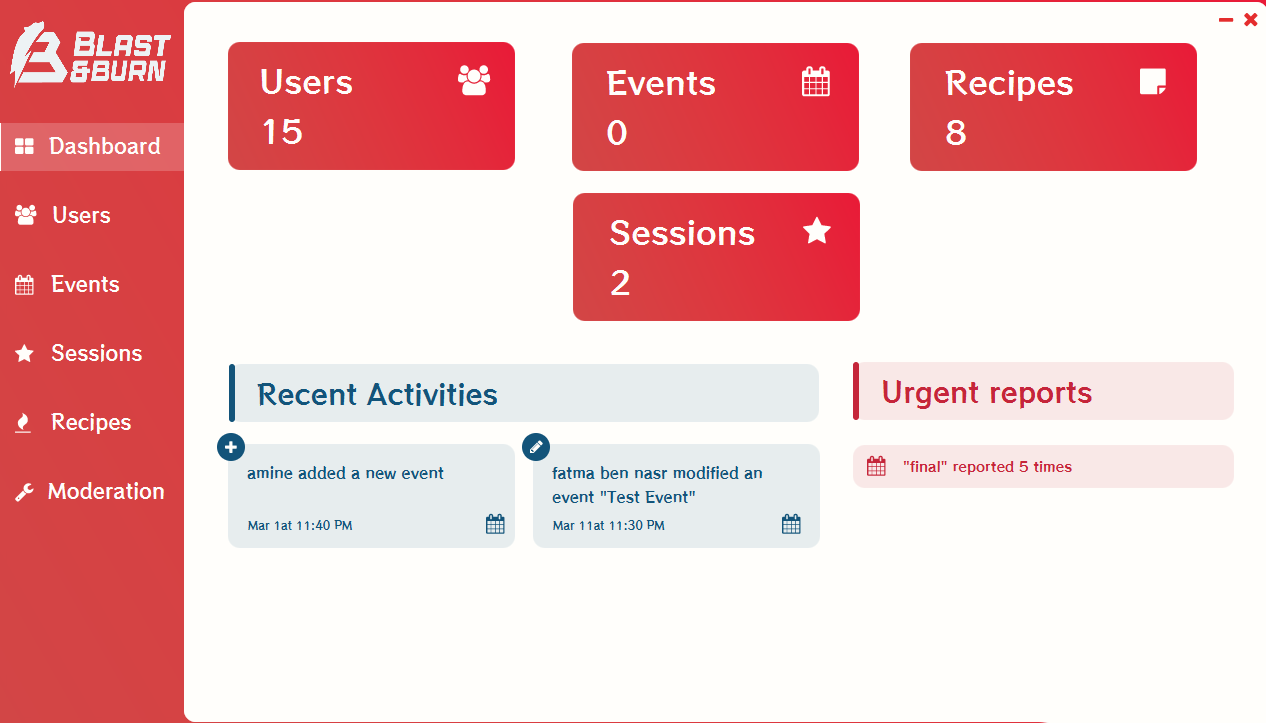 BLAST
&BURN
Dashboard
Users
Events
Sessions
Recipes
Moderation
Users
15
Events
0
Recipes
8
Sessions
2
Recent Activities
amine added a new event
Mar 1at 11:40 PM
fatma ben nasr modified an
event "Test Event"
Mar 11at 11:30 PM
Urgent reports
"final" reported 5 times